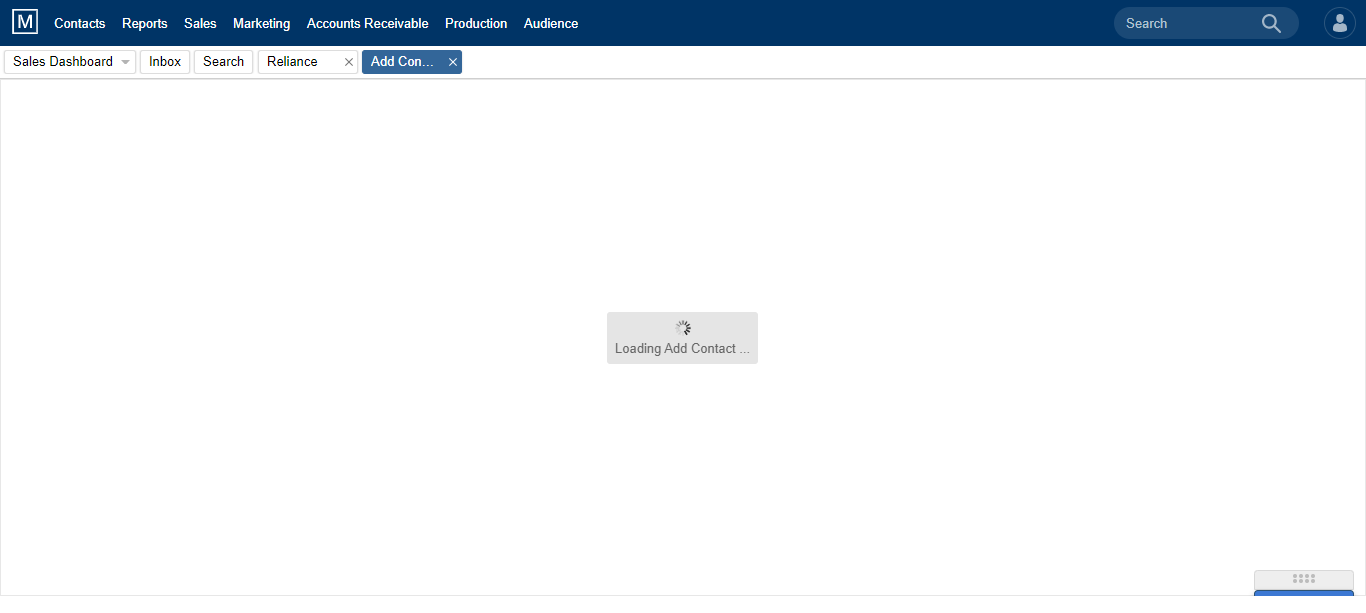 M Contacts Reports Sales Marketing Accounts Receivable Production Audience Search
Sales Dashboard Inbox Search Reliance Add Con...
Loading Add Contact ...